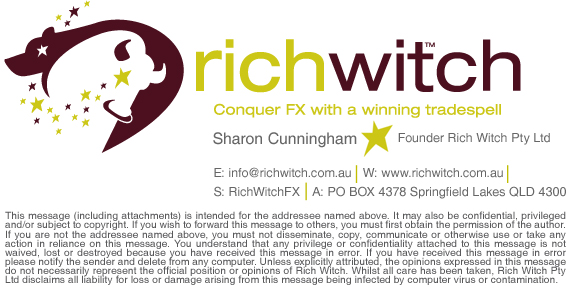 richwitch™
Conquer FX with a winning tradespell
Sharon Cunningham Founder Rich Witch Pty Ltd
E: info@richwitch.com.au | W: www.richwitch.com.au |
S: RichWitchFX | A: PO BOX 4378 Springfield Lakes QLD 4300
This message (including attachments) is intended for the addressee named above. It may also be confidential, privileged
and/or subject to copyright. If you wish to forward this message to others, you must first obtain the permission of the author.
If you are not the addressee named above, you must not disseminate, copy, communicate or otherwise use or take any
action in reliance on this message. You understand that any privilege or confidentiality attached to this message is not
waived, lost or destroyed because you have received this message in error. If you have received this message in error
please notify the sender and delete from any computer. Unless explicitly attributed, the opinions expressed in this message
do not necessarily represent the official position or opinions of Rich Witch. Whilst all care has been taken, Rich Witch Pty
Ltd disclaims all liability for loss or damage arising from this message being infected by computer virus or contamination.